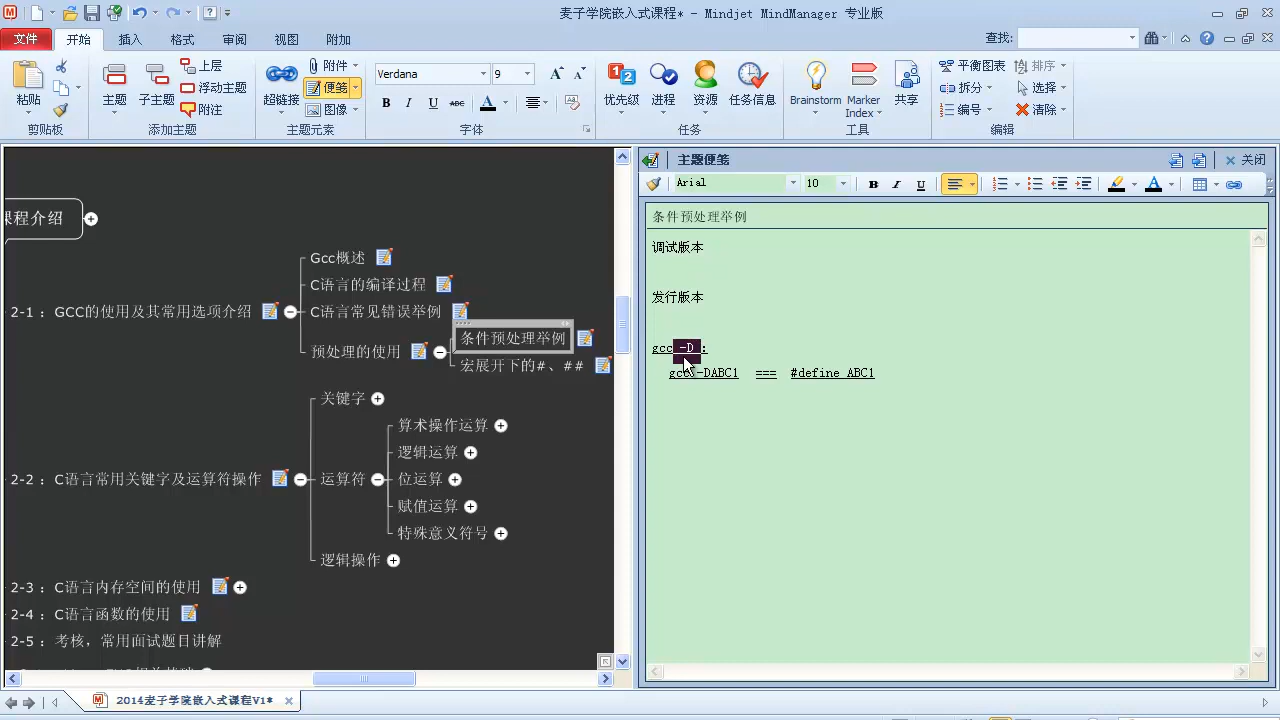 麦子学院嵌入式课程* - Mindjet MindManager 专业版
文件 开始 插入 格式 审阅 视图 附加 查找:
粘贴
剪贴板
主题 子主题 上层 浮动主题 附注
添加主题
超链接 附件 便笺 图像
主题元素
Verdana 9
B I U ABC A
字体
优先级 进程 资源 任务信息
任务
Brainstorm Marker Index 共享
工具
平衡图表 排序 拆分 选择 编号 清除
编辑
课程介绍
2-1： GCC的使用及其常用选项介绍
Gcc概述
C语言的编译过程
C语言常见错误举例
预处理的使用
条件预处理举例
宏展开下的#、##
2-2： C语言常用关键字及运算符操作
关键字
运算符
算术操作运算
逻辑运算
位运算
赋值运算
特殊意义符号
逻辑操作
2-3： C语言内存空间的使用
2-4： C语言函数的使用
2-5： 考核，常用面试题目讲解
主题便笺 关闭
Arial 10
B I U A
条件预处理举例
调试版本
发行版本
gcc -D :
gcc -DABC1 === #define ABC1
2014麦子学院嵌入式课程V1*